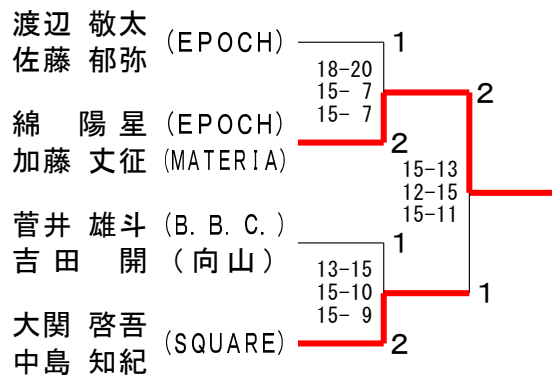 渡辺 敬太
佐藤 郁弥
(EPOCH)
1
18-20
15- 7
15- 7
2
綿 陽星 (EPOCH)
加藤 丈征 (MATERIA)
2
15-13
12-15
15-11
菅井 雄斗 (B. B. C. )
吉田 開 (向山)
1
13-15
15-10
15- 9
1
大関 啓吾
中島 知紀
(SQUARE)
2